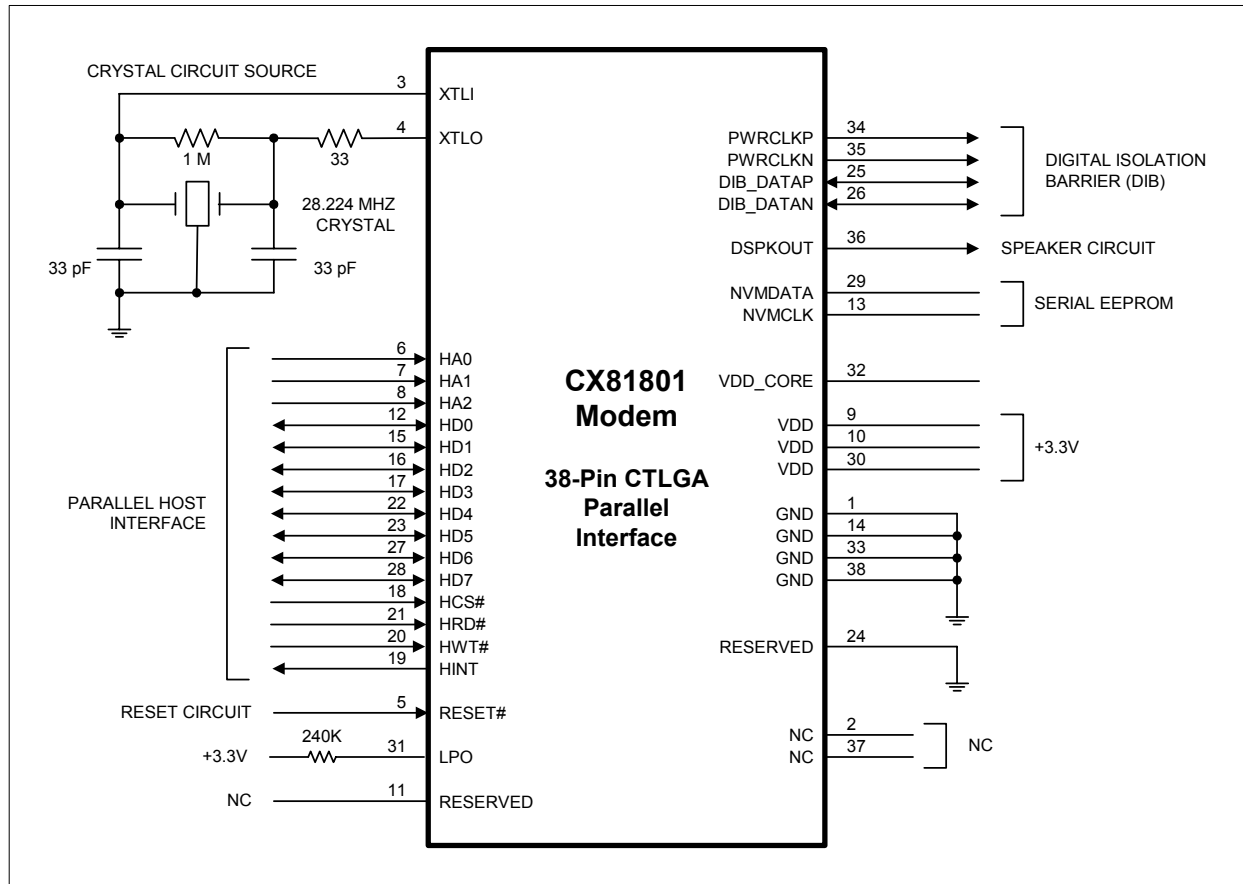 CRYSTAL CIRCUIT SOURCE
3
XTLI
4
XTLO
1 M
33
28.224 MHZ
CRYSTAL
33 pF
33 pF
6
HA0
7
HA1
8
HA2
12
HD0
15
HD1
16
HD2
17
HD3
22
HD4
23
HD5
27
HD6
28
HD7
18
HCS#
21
HRD#
20
HWT#
19
HINT
PARALLEL HOST
INTERFACE
RESET CIRCUIT
5
RESET#
+3.3V
240K
31
LPO
NC
11
RESERVED
CX81801
Modem
38-Pin CTLGA
Parallel
Interface
PWRCLKP
34
PWRCLKN
35
DIB_DATAP
25
DIB_DATAN
26
DIGITAL ISOLATION
BARRIER (DIB)
DSPKOUT
36
SPEAKER CIRCUIT
NVMDATA
29
NVMCLK
13
SERIAL EEPROM
VDD_CORE
32
VDD
9
VDD
10
VDD
30
+3.3V
GND
1
GND
14
GND
33
GND
38
RESERVED
24
NC
2
NC
37
NC